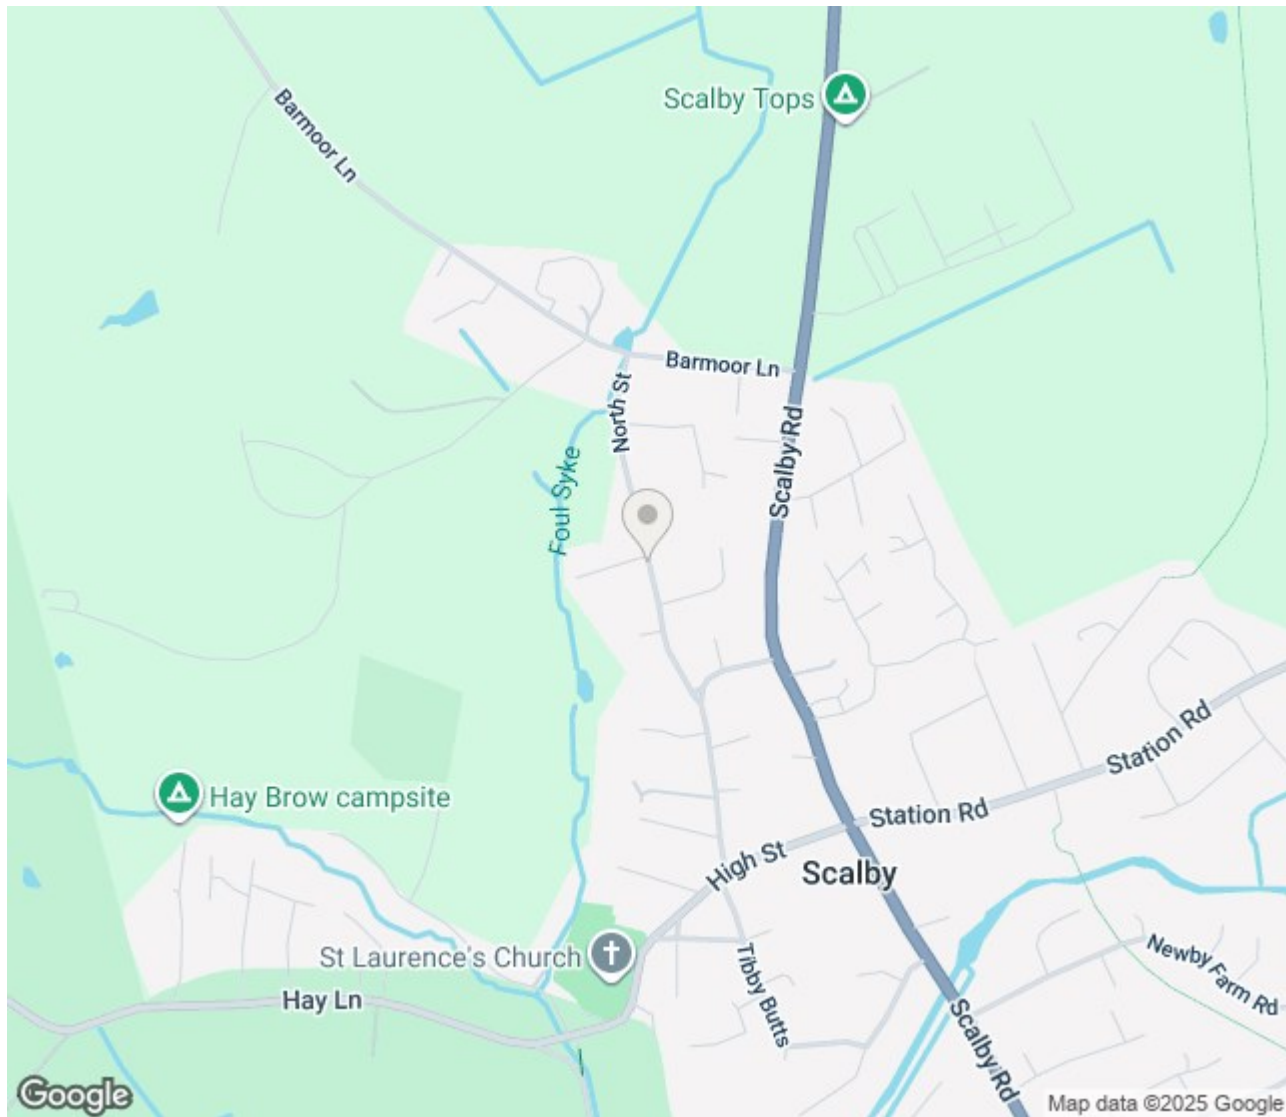 Scalby Tops
Barmoor Ln
Barmoor Ln
North St
Scalby Rd
Foul Syke
Station Rd
Hay Brow campsite
Station Rd
High St
Scalby
St Laurence's Church
Tibby Butts
Newby Farm Rd
Hay Ln
Scalby Rd
Google
Map data ©2025 Google